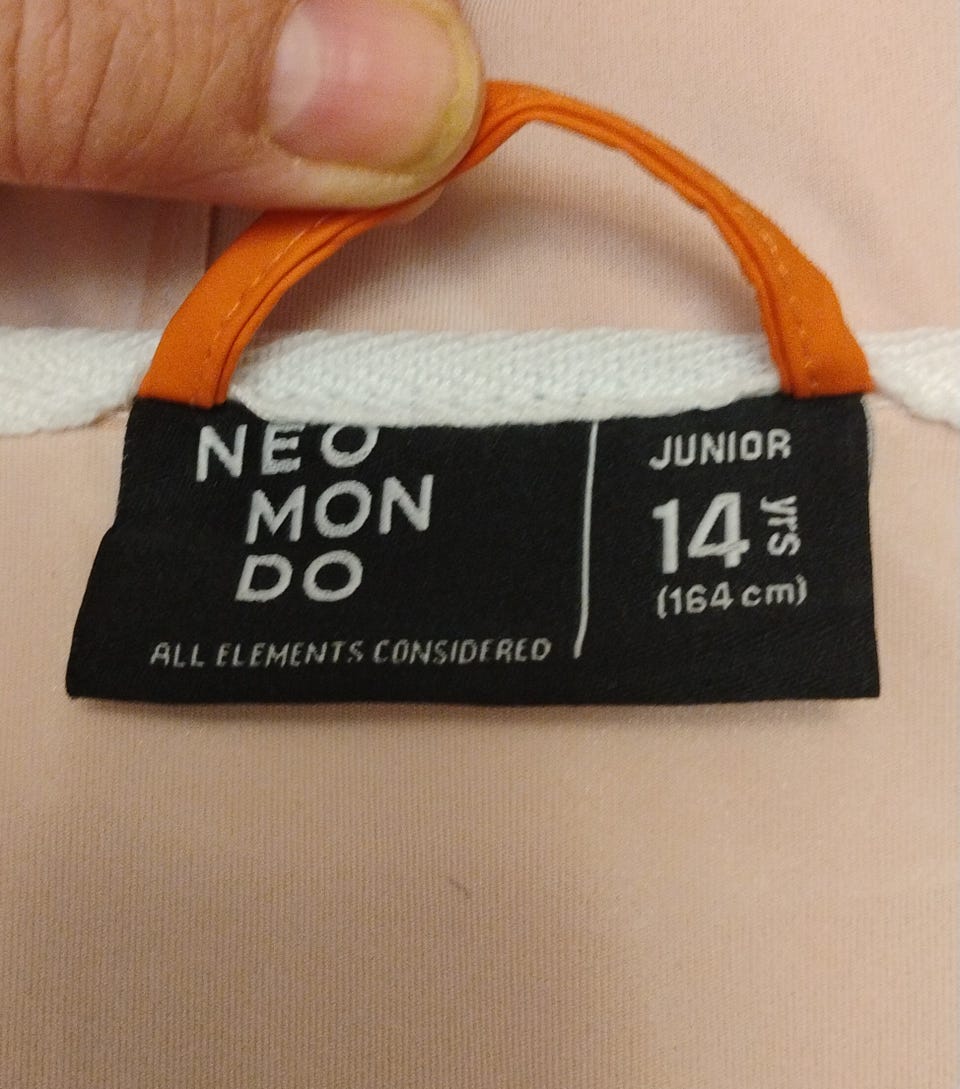 NEO
MON
DO
ALL ELEMENTS CONSIDERED
JUNIOR
14 yrs
(164 cm)